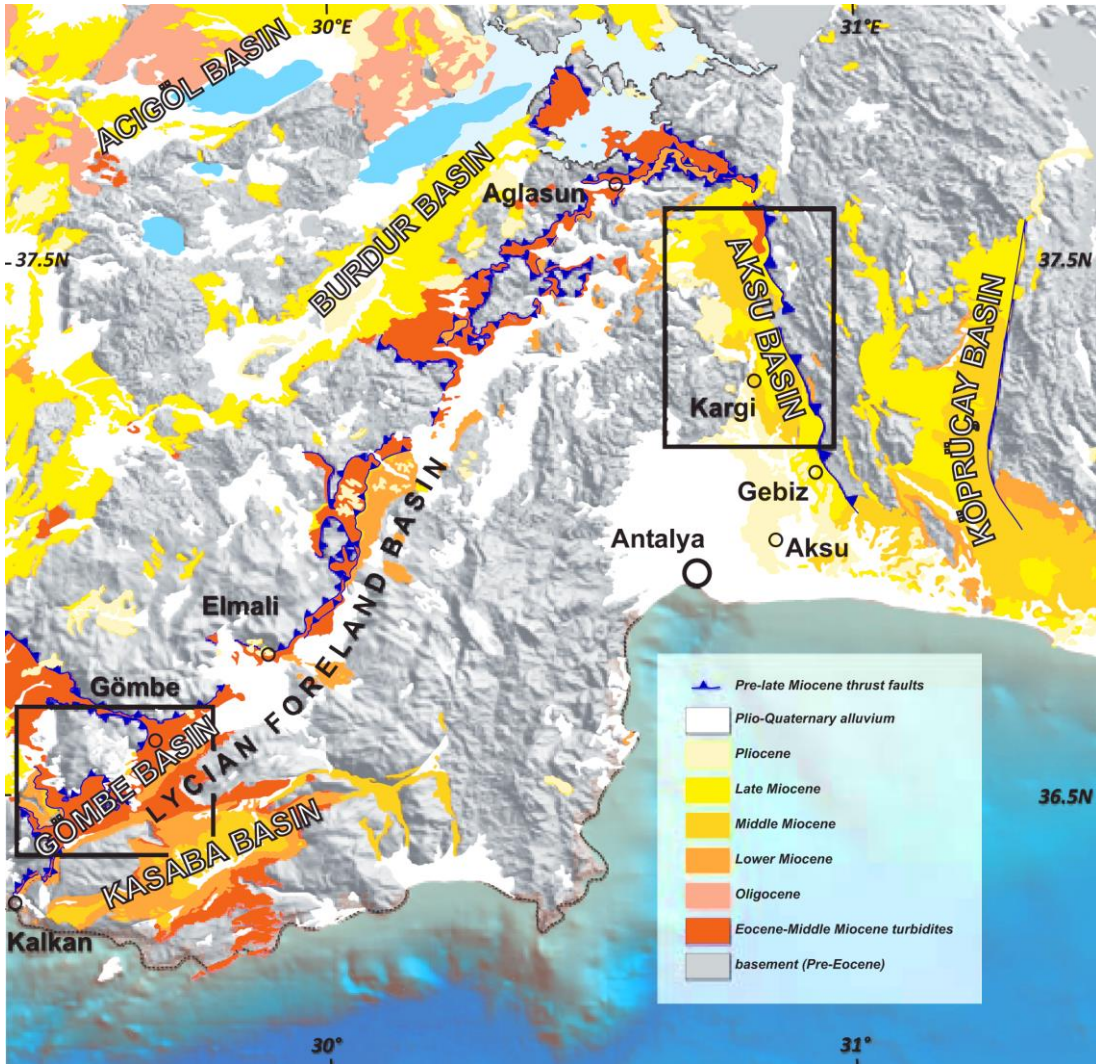 30°E
31°E
ACIGÖL BASIN
BURDUR BASIN
Aglasun
37.5N
37.5N
AKSU BASIN
KÖPRÜÇAY BASIN
Kargi
Gebiz
Aksu
Antalya
LYCIAN FORELAND BASIN
Elmali
Gömbe
GÖMBE BASIN
KASABA BASIN
Kalkan
36.5N
Pre-late Miocene thrust faults
Plio-Quaternary alluvium
Pliocene
Late Miocene
Middle Miocene
Lower Miocene
Oligocene
Eocene-Middle Miocene turbidites
basement (Pre-Eocene)
30°
31°